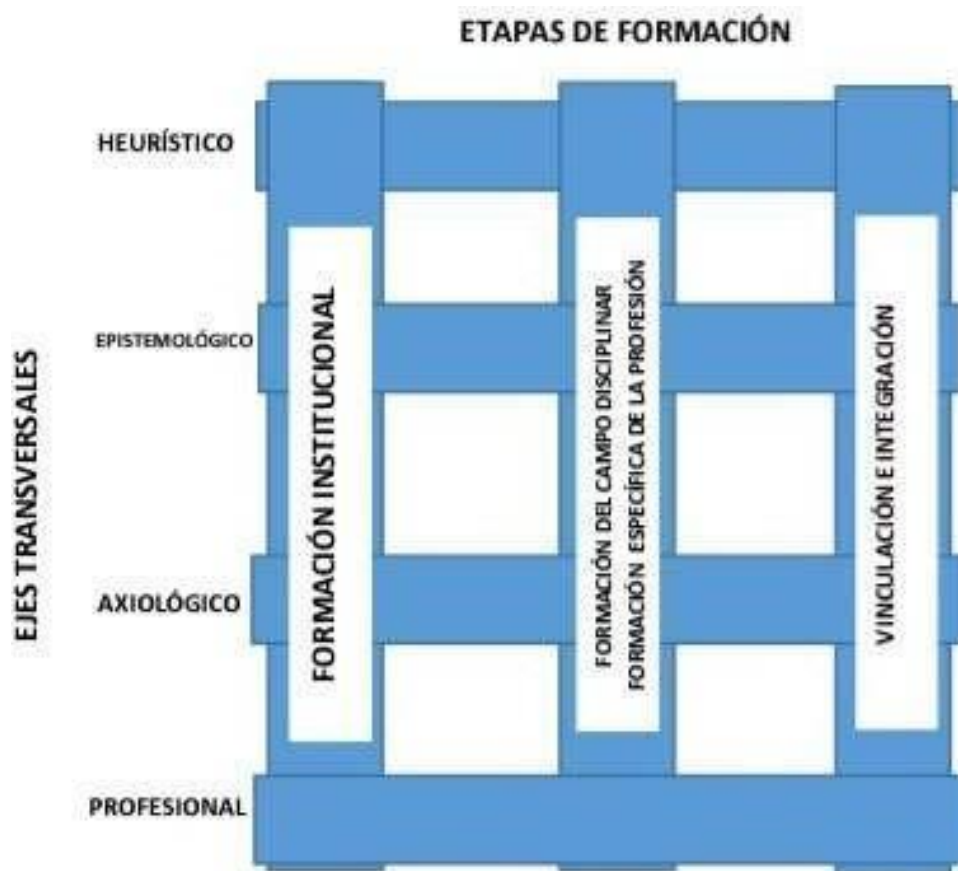 ETAPAS DE FORMACIÓN
HEURÍSTICO
EPISTEMOLÓGICO
AXIOLÓGICO
PROFESIONAL
EJES TRANSVERSALES
FORMACIÓN INSTITUCIONAL
FORMACIÓN DEL CAMPO DISCIPLINAR
FORMACIÓN ESPECÍFICA DE LA PROFESIÓN
VINCULACIÓN E INTEGRACIÓN